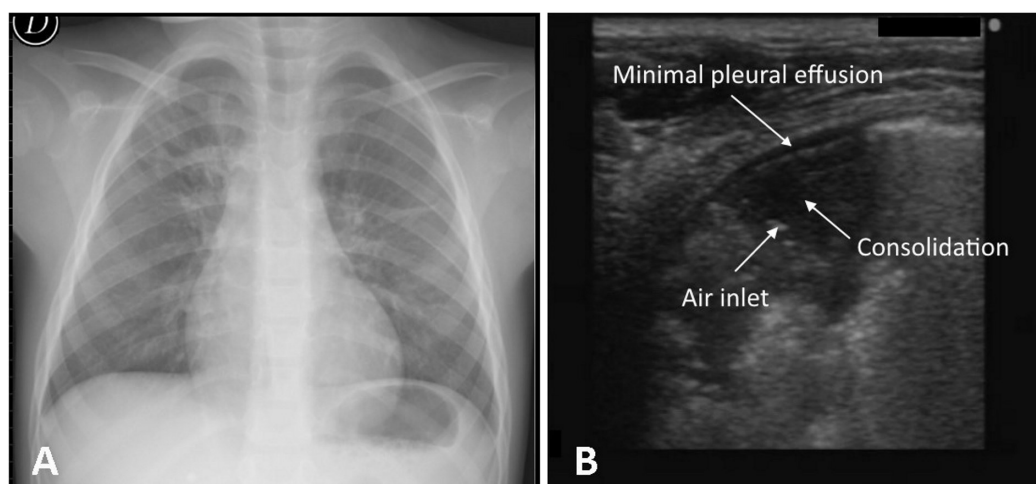 D
Minimal pleural effusion
Consolidation
Air inlet
A
B